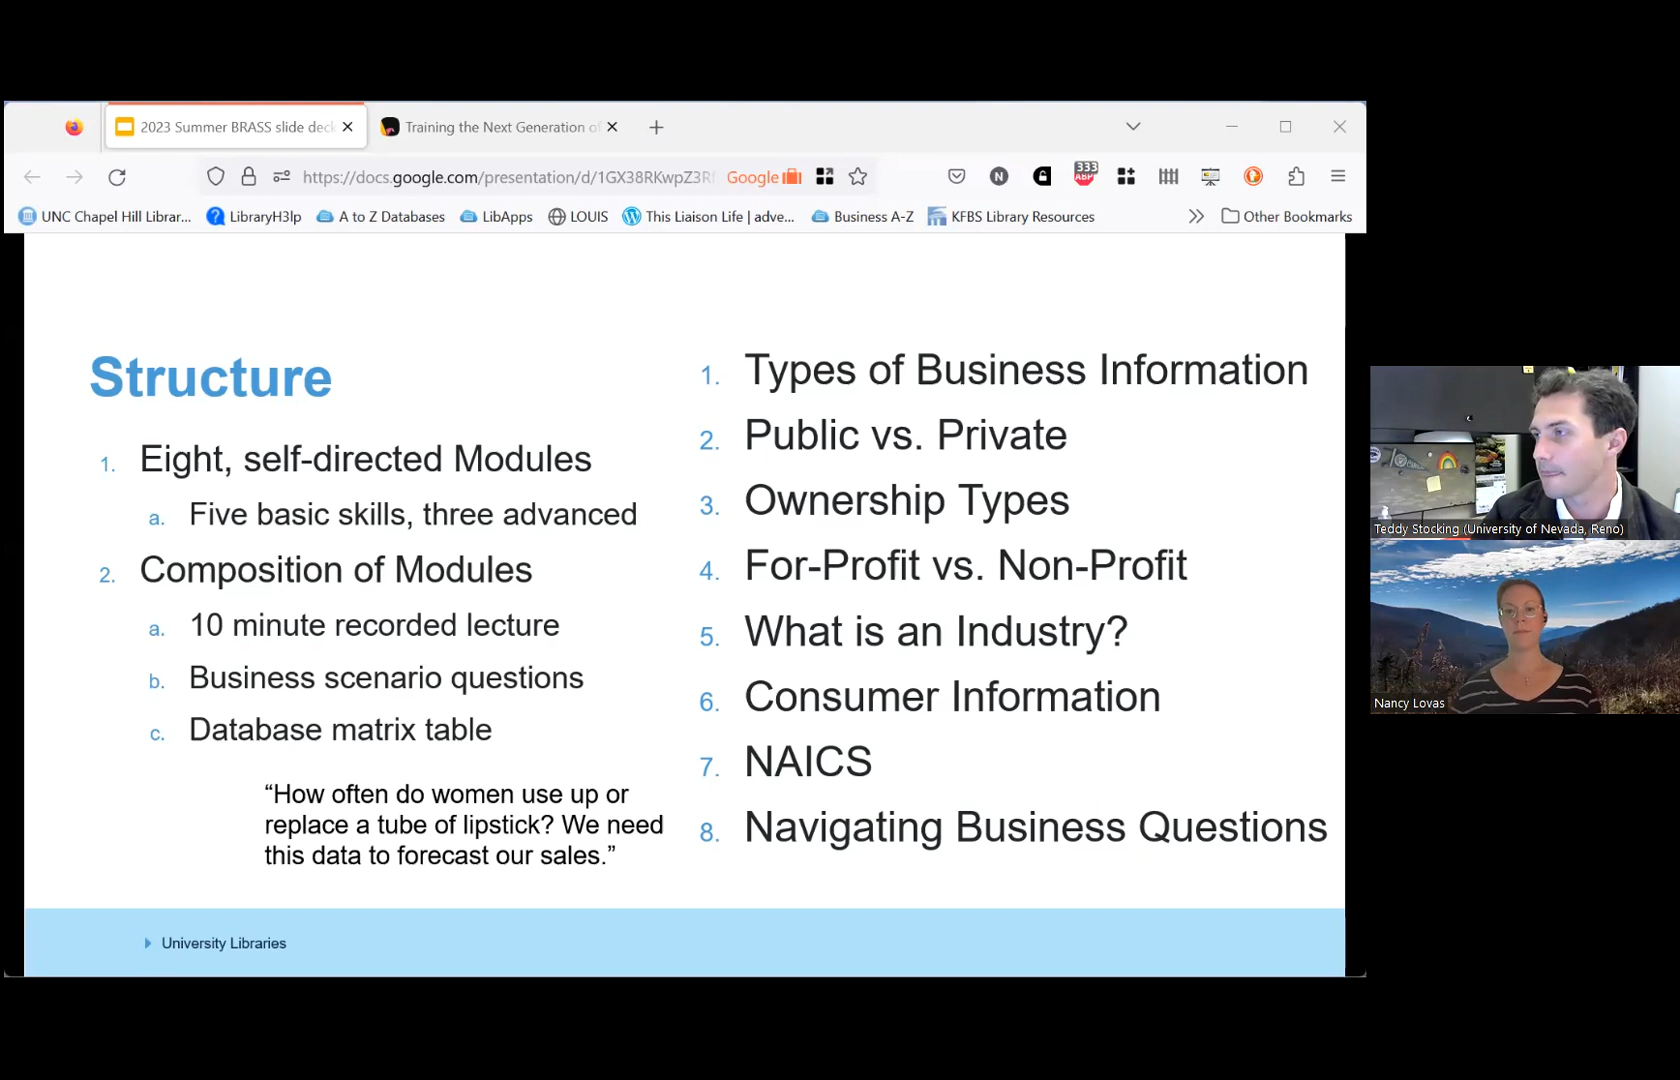 2023 Summer BRASS slide deck
Training the Next Generation of
https://docs.google.com/presentation/d/1GX38RKwpZ3R
Google
333
ABP
N
UNC Chapel Hill Librar...
LibraryH3lp
A to Z Databases
LibApps
LOUIS
This Liaison Life | adve...
Business A-Z
KFBS Library Resources
Other Bookmarks
Structure
1. Eight, self-directed Modules
a. Five basic skills, three advanced
2. Composition of Modules
a. 10 minute recorded lecture
b. Business scenario questions
c. Database matrix table
“How often do women use up or
replace a tube of lipstick? We need
this data to forecast our sales.”
1. Types of Business Information
2. Public vs. Private
3. Ownership Types
4. For-Profit vs. Non-Profit
5. What is an Industry?
6. Consumer Information
7. NAICS
8. Navigating Business Questions
University Libraries
Teddy Stocking (University of Nevada, Reno)
Nancy Lovas